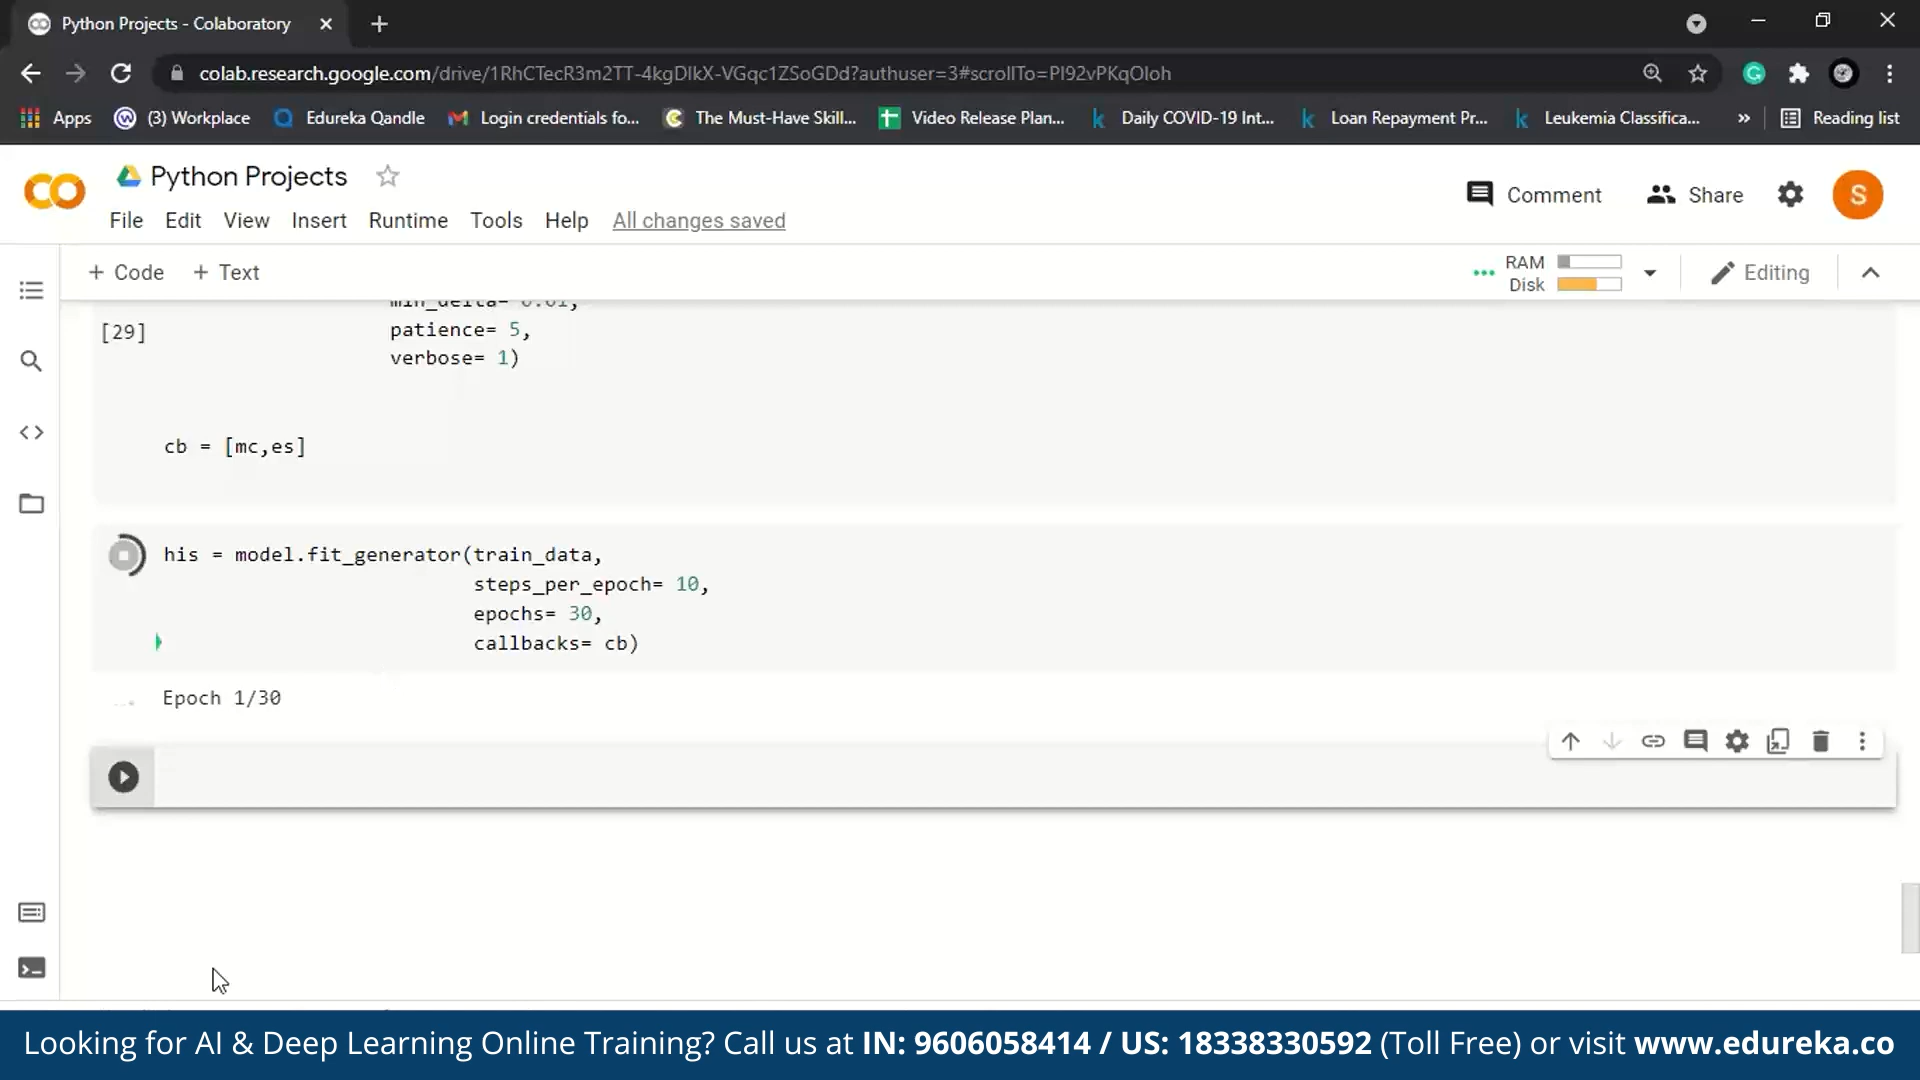 Python Projects - Colaboratory
colab.research.google.com/drive/1RhCTecR3m2TT-4kgDlkX-VGqc1ZSoGDd?authuser=3#scrollTo=PI92vPKqOloh
Apps (3) Workplace Edureka Qandle Login credentials fo... The Must-Have Skill... Video Release Plan... Daily COVID-19 Int... Loan Repayment Pr... Leukemia Classifica... » Reading list
Python Projects
File Edit View Insert Runtime Tools Help All changes saved
Comment Share S
+ Code + Text
RAM
Disk
Editing
min_delta= 0.01,
[29] patience= 5,
verbose= 1)
cb = [mc,es]
his = model.fit_generator(train_data,
steps_per_epoch= 10,
epochs= 30,
callbacks= cb)
Epoch 1/30
Looking for AI & Deep Learning Online Training? Call us at IN: 9606058414 / US: 18338330592 (Toll Free) or visit www.edureka.co